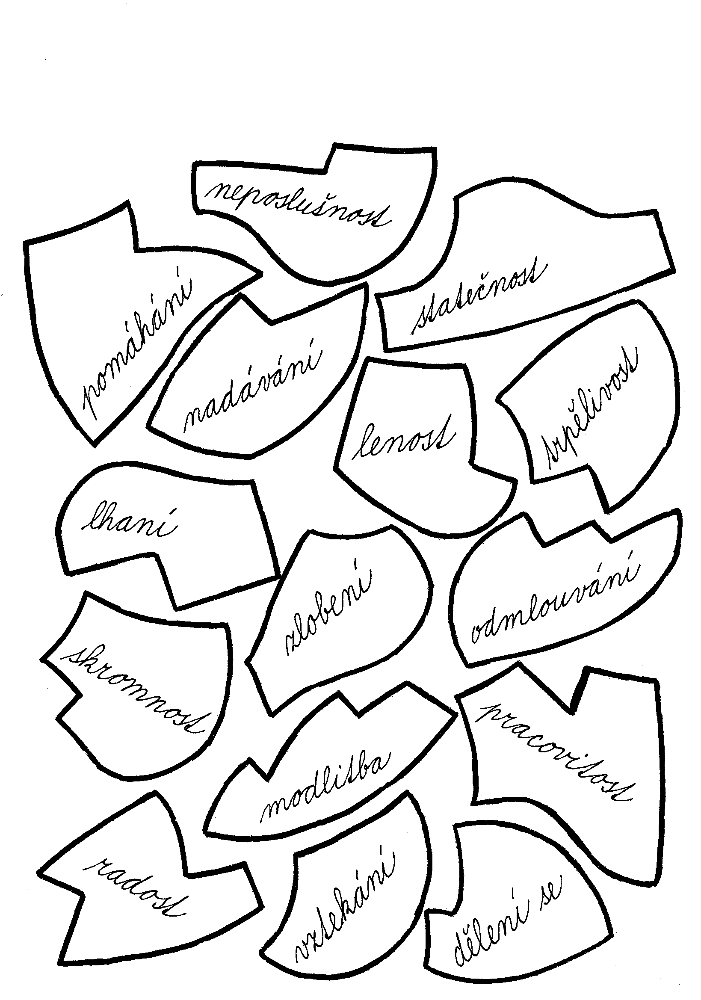 neposlušnost
statečnost
pomáhání
nadávání
trpělivost
lenost
lhaní
zlobení
odmlouvání
skromnost
pracovitost
modlitba
radost
vztekání
dělení se